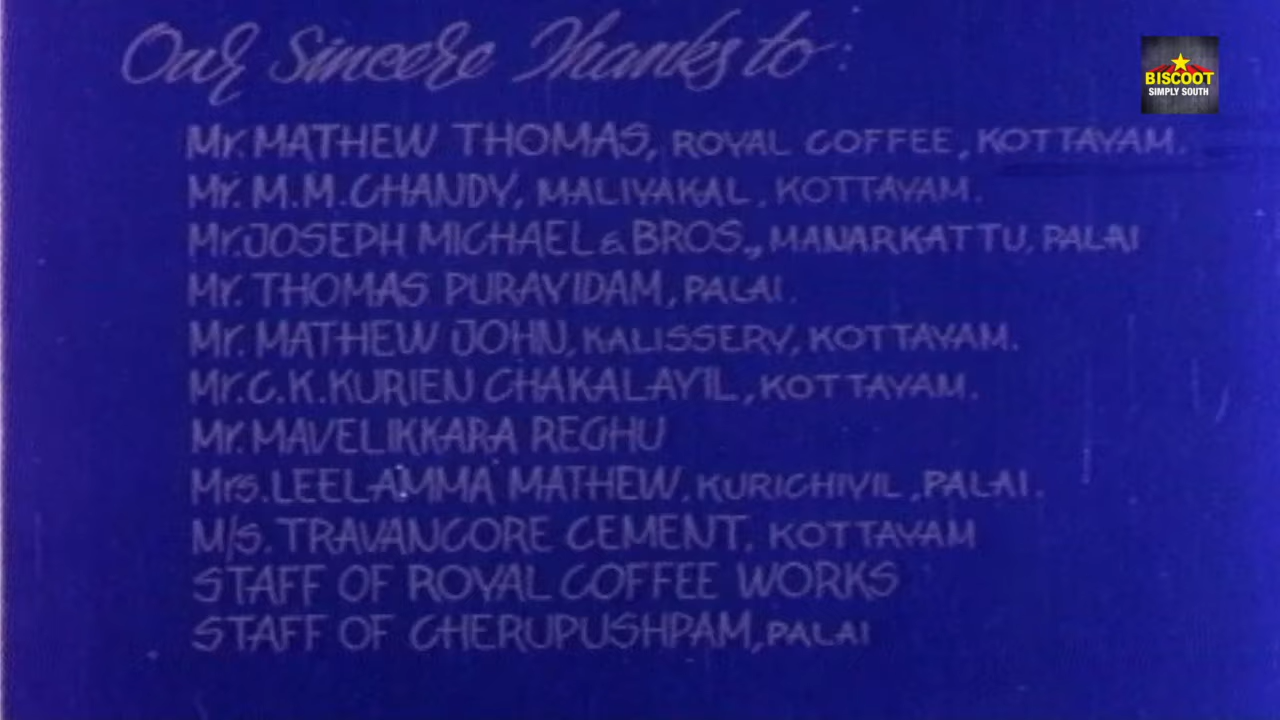 Our Sincere Thanks to :
BISCOOT
SIMPLY SOUTH
Mr. MATHEW THOMAS, ROYAL COFFEE, KOTTAYAM.
Mr. M.M. CHANDY, MALIYAKAL, KOTTAYAM.
Mr. JOSEPH MICHAEL & BROS., MANARKATTU, PALAI
Mr. THOMAS PURAVIDAM, PALAI.
Mr. MATHEW JOHN, KALISSERY, KOTTAYAM.
Mr. C.K. KURIEN CHAKALAYIL, KOTTAYAM.
Mr. MAVELIKKARA REGHU
Mrs. LEELAMMA MATHEW, KURICHIYIL, PALAI.
M/S. TRAVANCORE CEMENT, KOTTAYAM
STAFF OF ROYAL COFFEE WORKS
STAFF OF CHERUPUSHPAM, PALAI